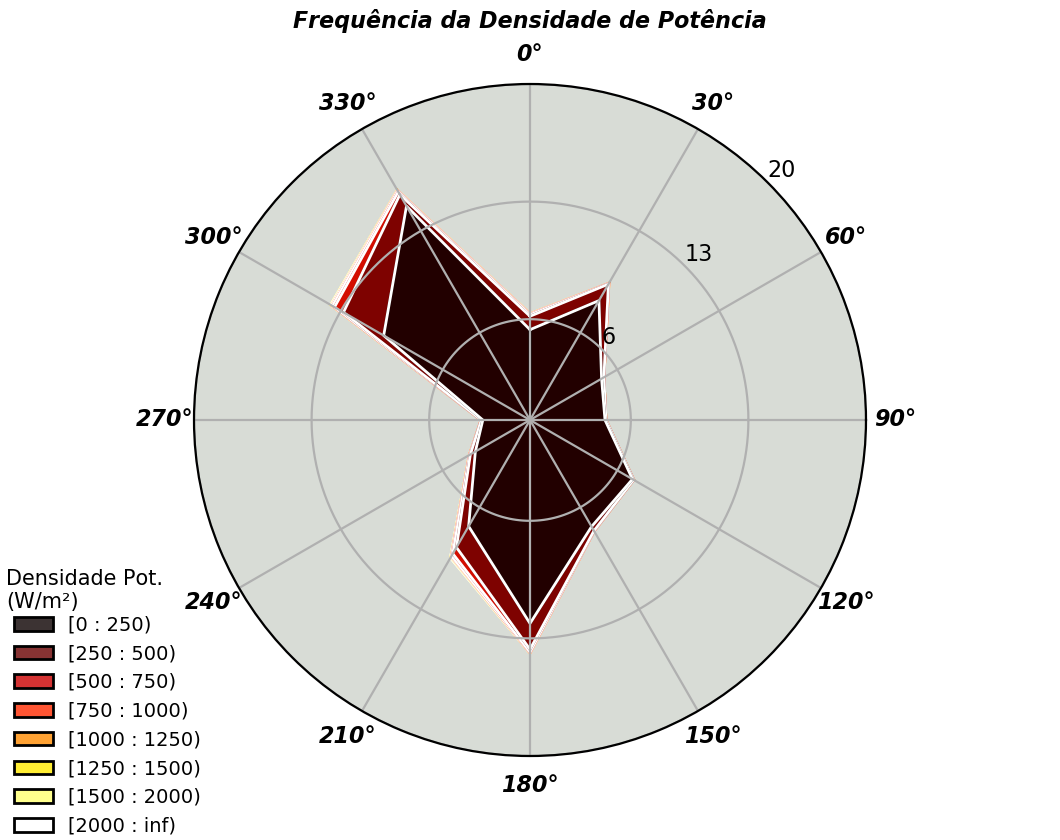 Frequência da Densidade de Potência
0°
330°
30°
20
300°
60°
13
6
270°
90°
240°
120°
210°
150°
180°
Densidade Pot.
(W/m²)
[0 : 250)
[250 : 500)
[500 : 750)
[750 : 1000)
[1000 : 1250)
[1250 : 1500)
[1500 : 2000)
[2000 : inf)